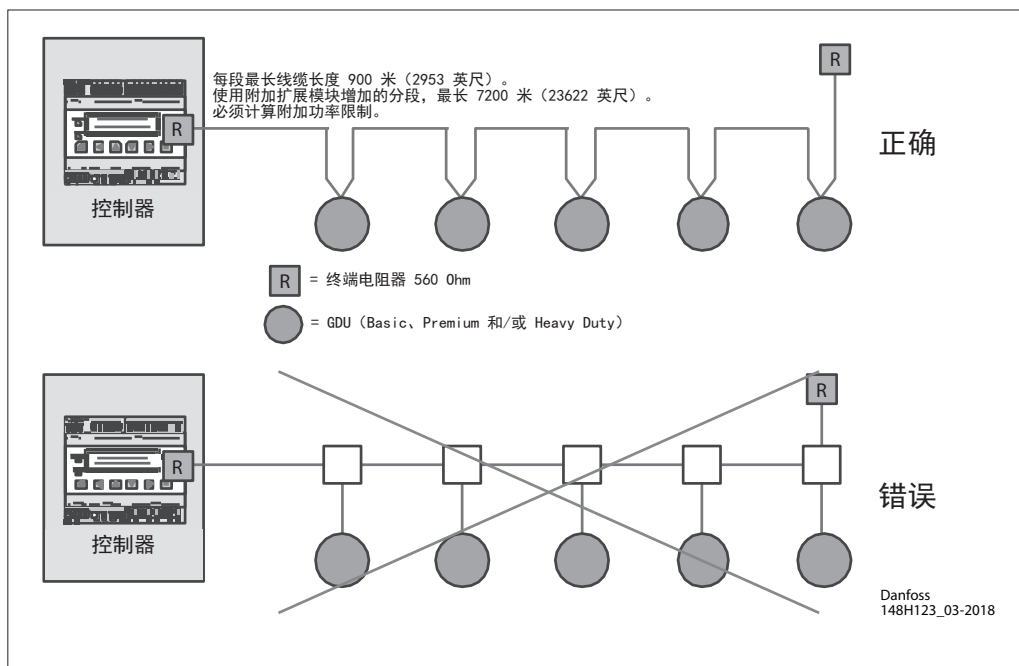 每段最长线缆长度 900 米（2953 英尺）。
使用附加扩展模块增加的分段，最长 7200 米（23622 英尺）。
必须计算附加功率限制。
R
R
控制器
正确
R = 终端电阻器 560 Ohm
= GDU（Basic、Premium 和/或 Heavy Duty）
R
R
控制器
错误
Danfoss
148H123_03-2018